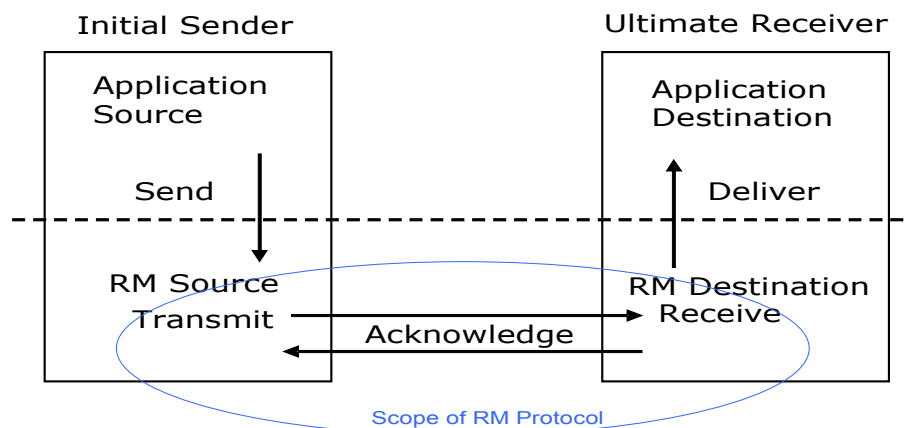 Initial Sender
Ultimate Receiver
Application
Source
Application
Destination
Send
Deliver
RM Source
Transmit
RM Destination
Receive
Acknowledge
Scope of RM Protocol